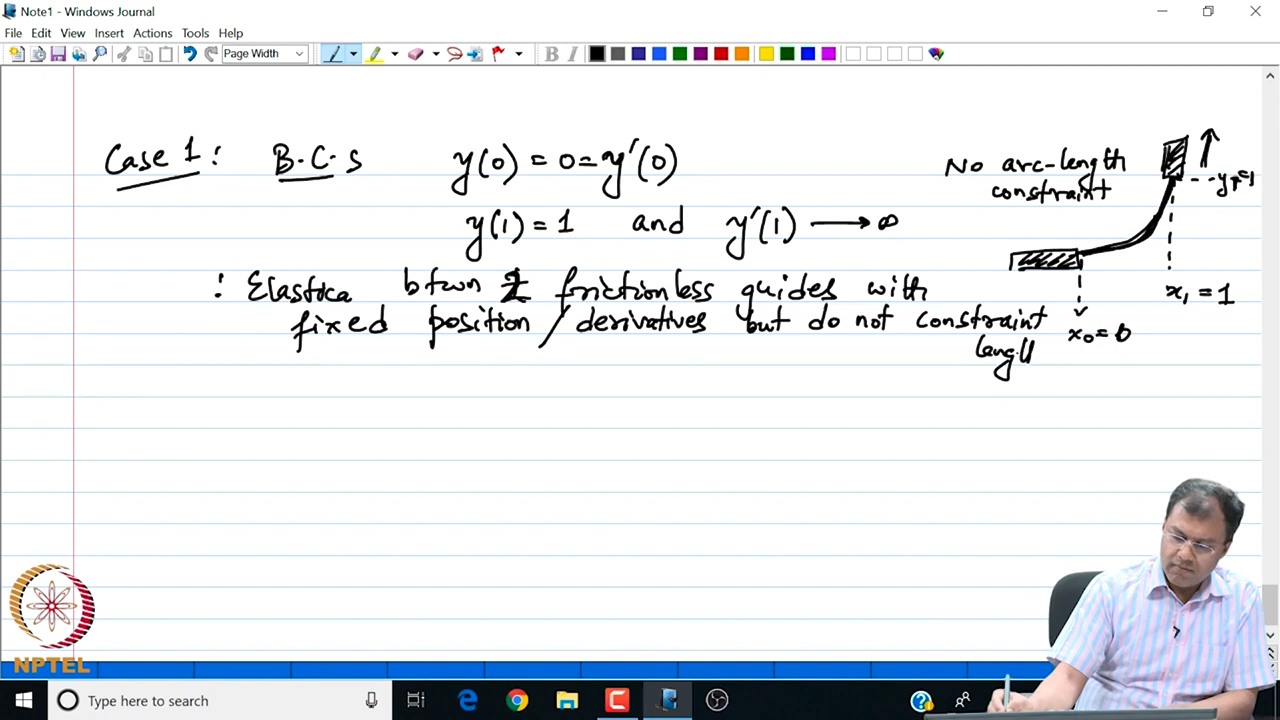 Note1 - Windows Journal
File Edit View Insert Actions Tools Help
Page Width
B I
Case 1: B.C.s y(0) = 0 = y'(0)
y(1) = 1 and y'(1) → ∞
No arc-length
constraint
x₁ = 1
x₀ = 0
: Elastica btwn 2 frictionless guides with
fixed position / derivatives but do not constraint
length
NPTEL
Type here to search